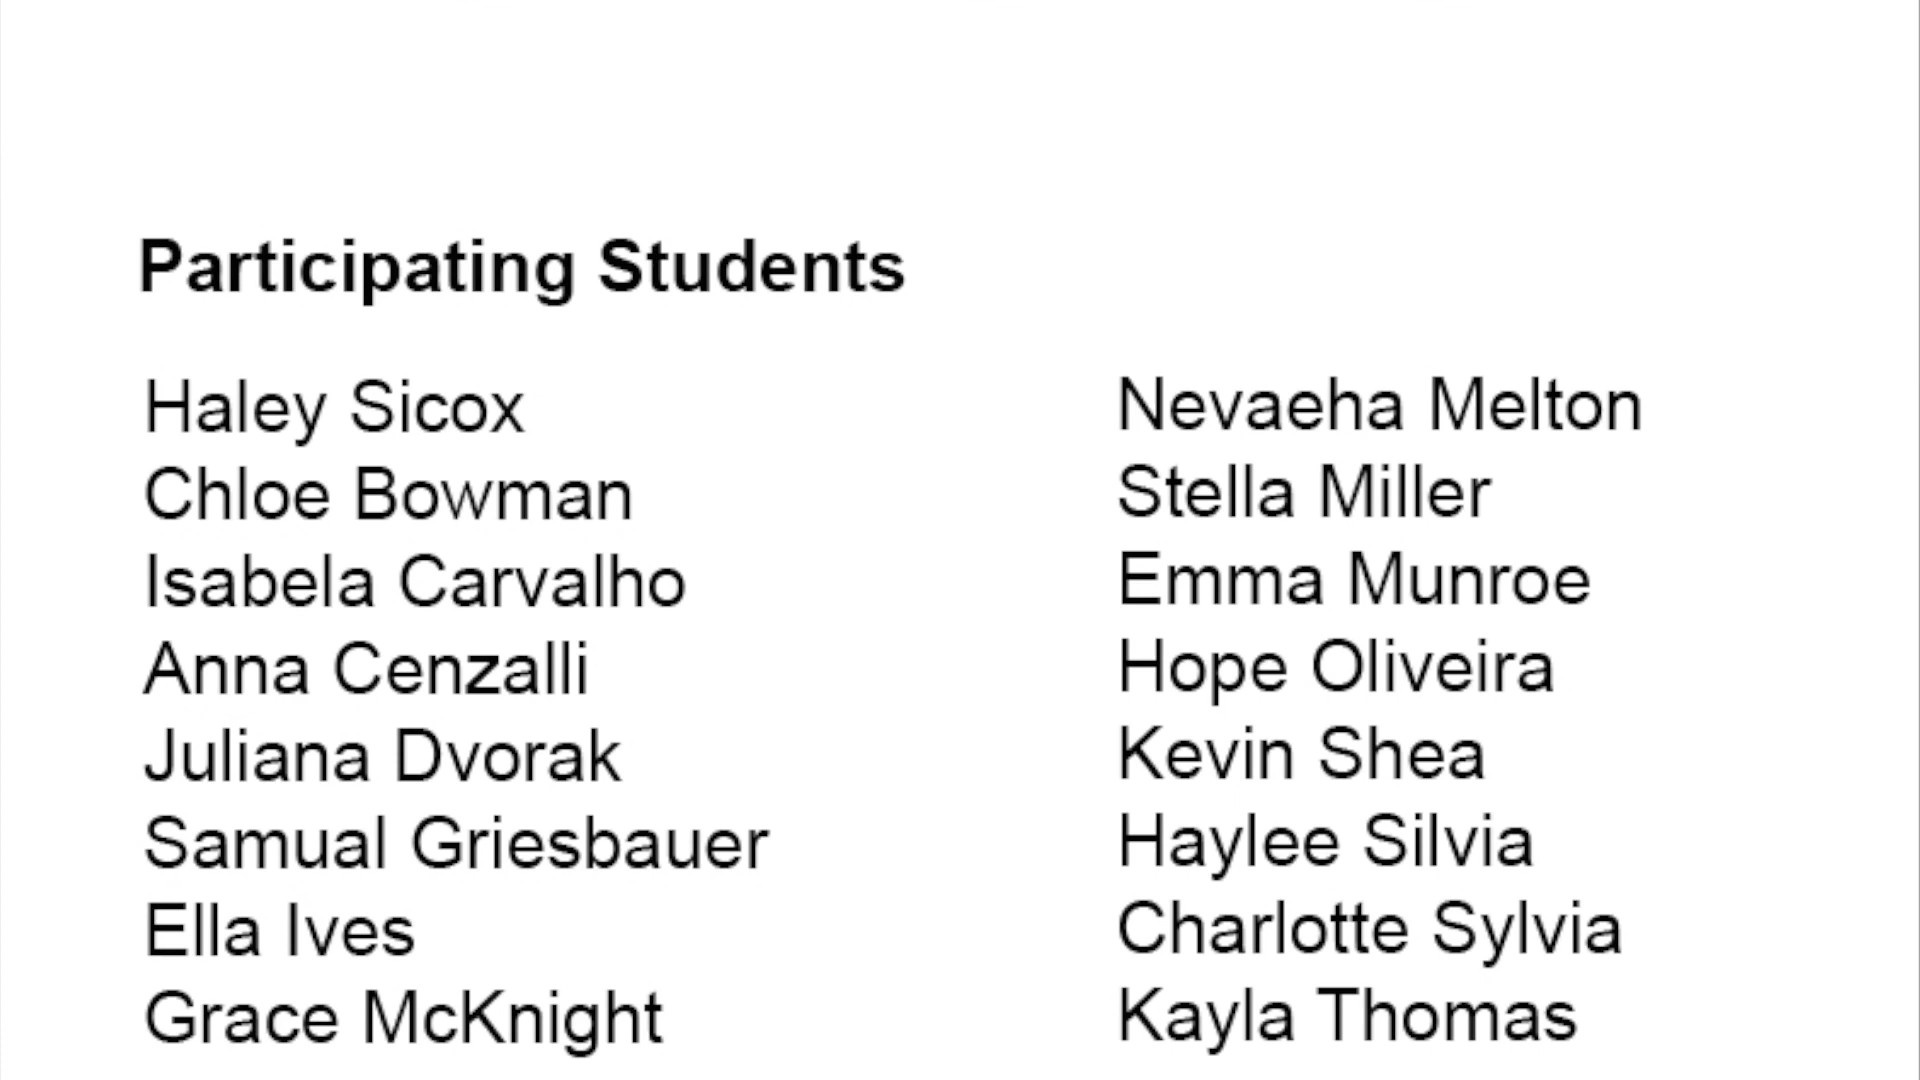 Participating Students
Haley Sicox
Chloe Bowman
Isabela Carvalho
Anna Cenzalli
Juliana Dvorak
Samual Griesbauer
Ella Ives
Grace McKnight
Nevaeha Melton
Stella Miller
Emma Munroe
Hope Oliveira
Kevin Shea
Haylee Silvia
Charlotte Sylvia
Kayla Thomas